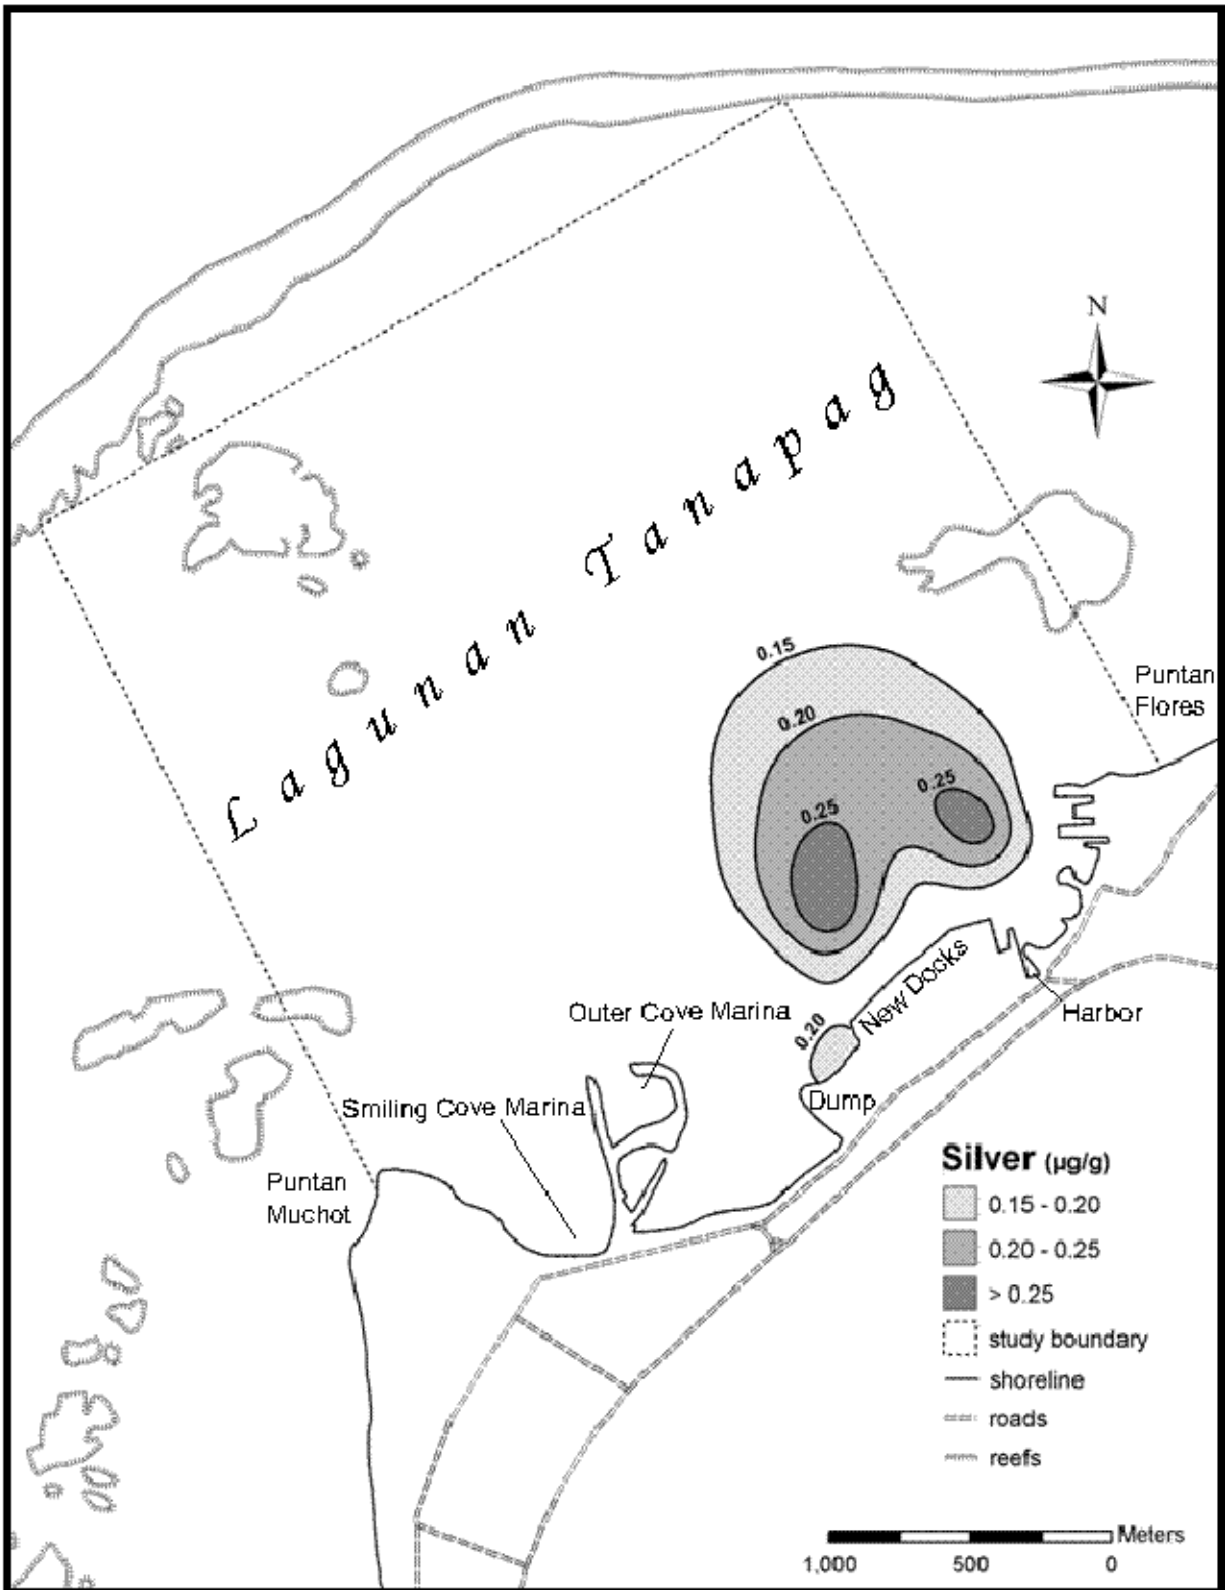 N
Lagunan Tanapag
Puntan
Flores
0.15
0.20
0.25
0.25
New Docks
Outer Cove Marina
0.20
Harbor
Dump
Smiling Cove Marina
Puntan
Muchot
Silver (µg/g)
0.15 - 0.20
0.20 - 0.25
> 0.25
study boundary
shoreline
roads
reefs
Meters
1,000 500 0